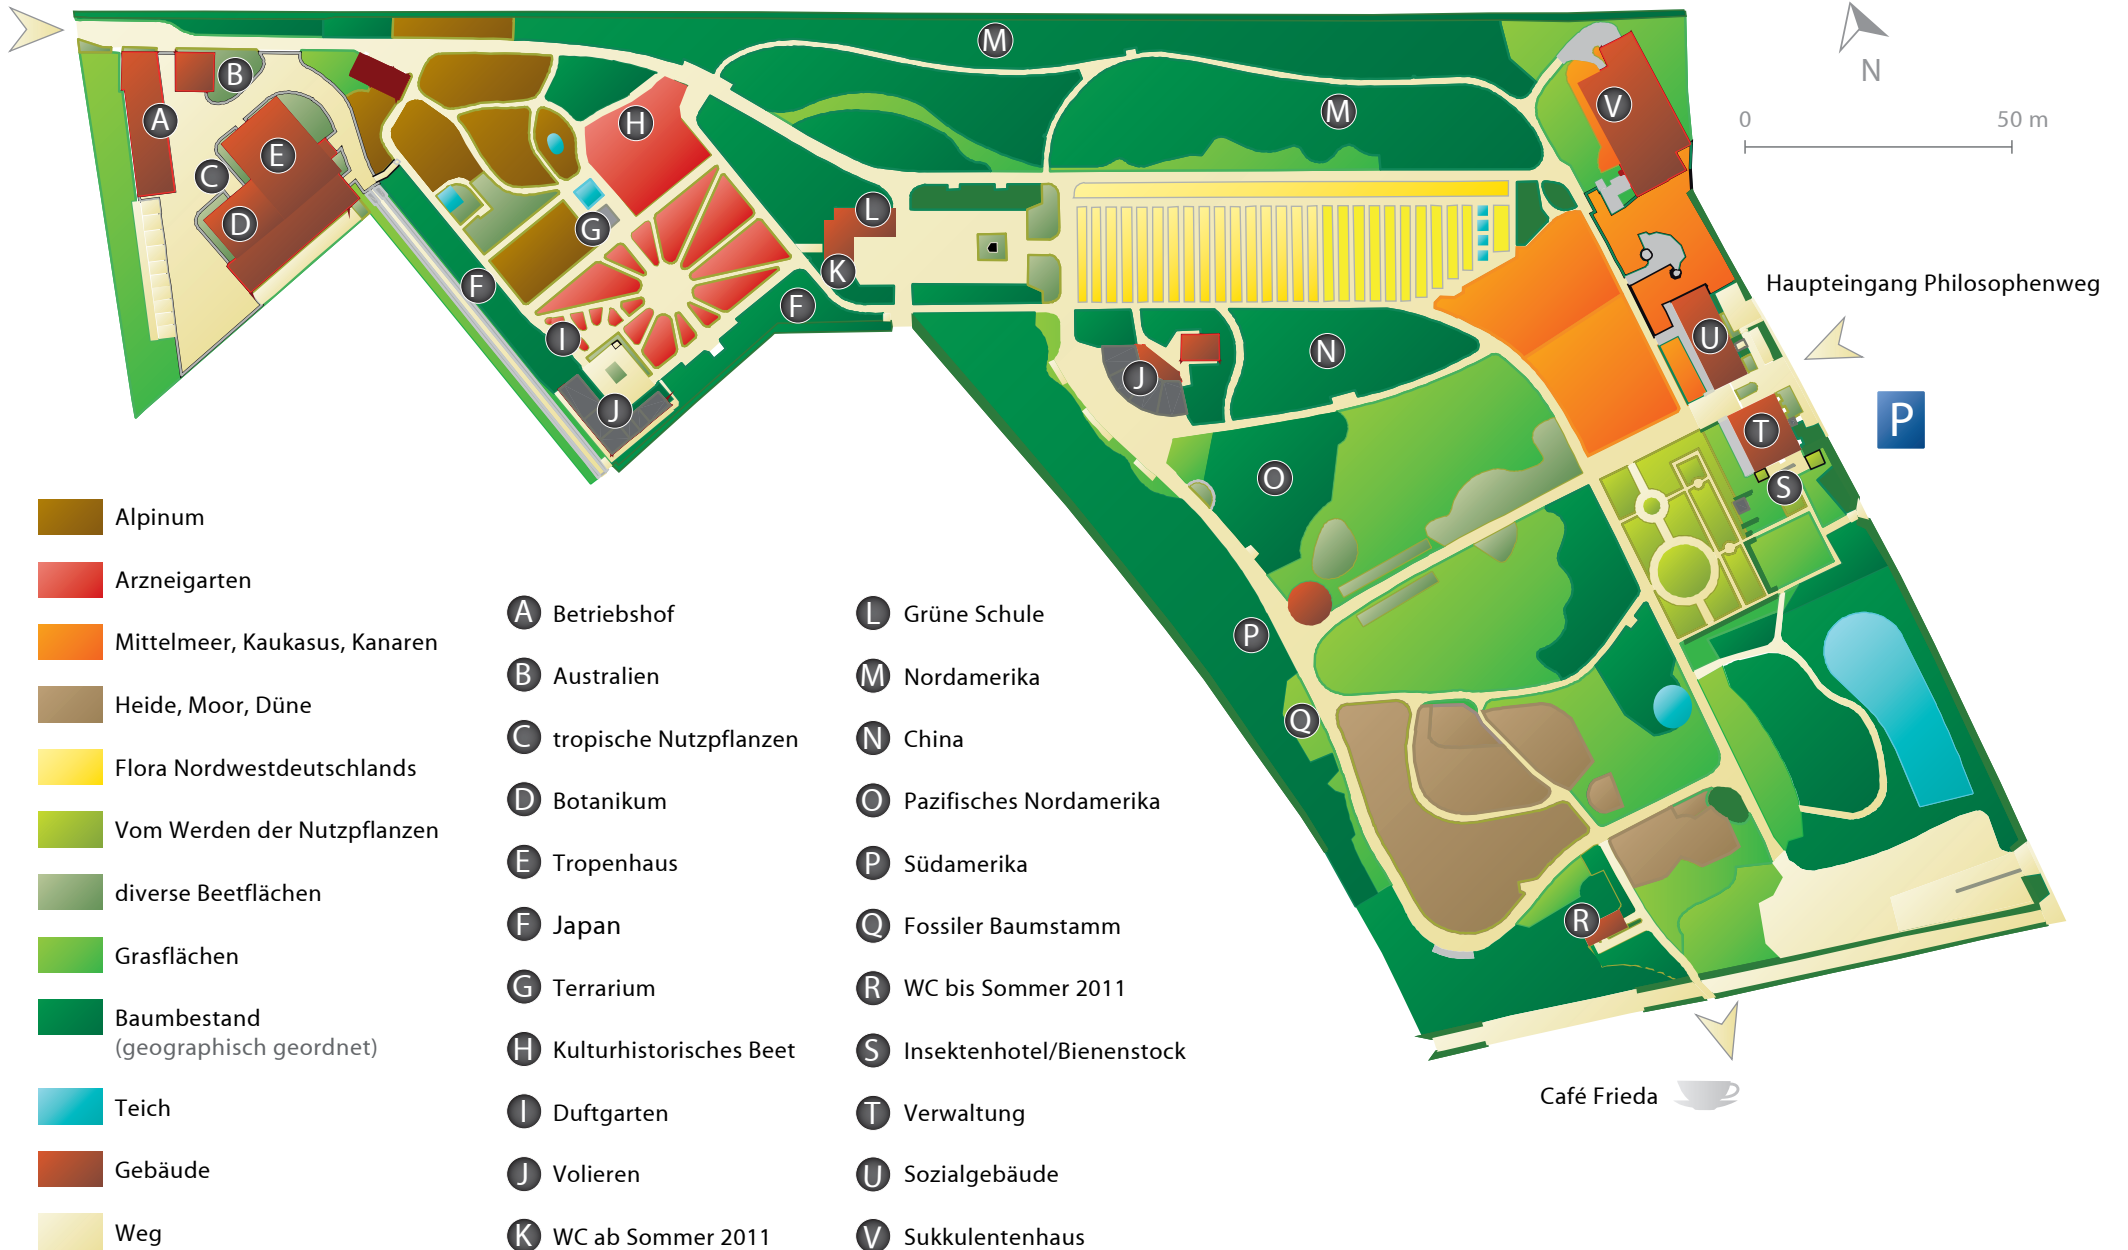 M
B
V
N
A
H
0
50 m
E
C
D
L
G
K
F
F
Haupteingang Philosophenweg
I
U
N
J
J
P
T
O
S
P
Q
R
Café Frieda
Alpinum
Arzneigarten
Mittelmeer, Kaukasus, Kanaren
Heide, Moor, Düne
Flora Nordwestdeutschlands
Vom Werden der Nutzpflanzen
diverse Beetflächen
Grasflächen
Baumbestand
(geographisch geordnet)
Teich
Gebäude
Weg
A Betriebshof
B Australien
C tropische Nutzpflanzen
D Botanikum
E Tropenhaus
F Japan
G Terrarium
H Kulturhistorisches Beet
I Duftgarten
J Volieren
K WC ab Sommer 2011
L Grüne Schule
M Nordamerika
N China
O Pazifisches Nordamerika
P Südamerika
Q Fossiler Baumstamm
R WC bis Sommer 2011
S Insektenhotel/Bienenstock
T Verwaltung
U Sozialgebäude
V Sukkulentenhaus
M